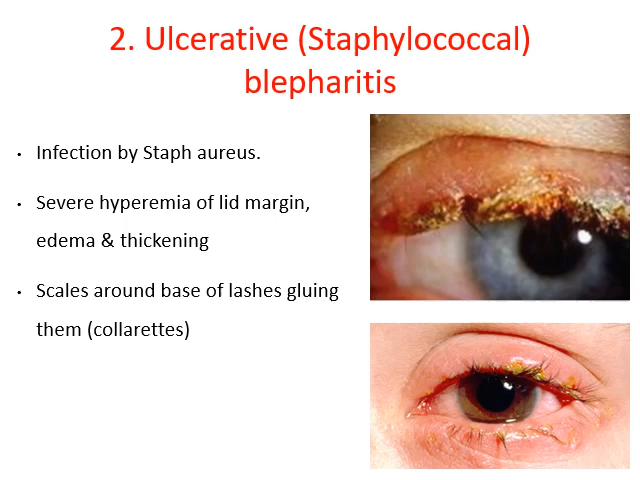 2. Ulcerative (Staphylococcal)
blepharitis
• Infection by Staph aureus.
• Severe hyperemia of lid margin,
edema & thickening
• Scales around base of lashes gluing
them (collarettes)